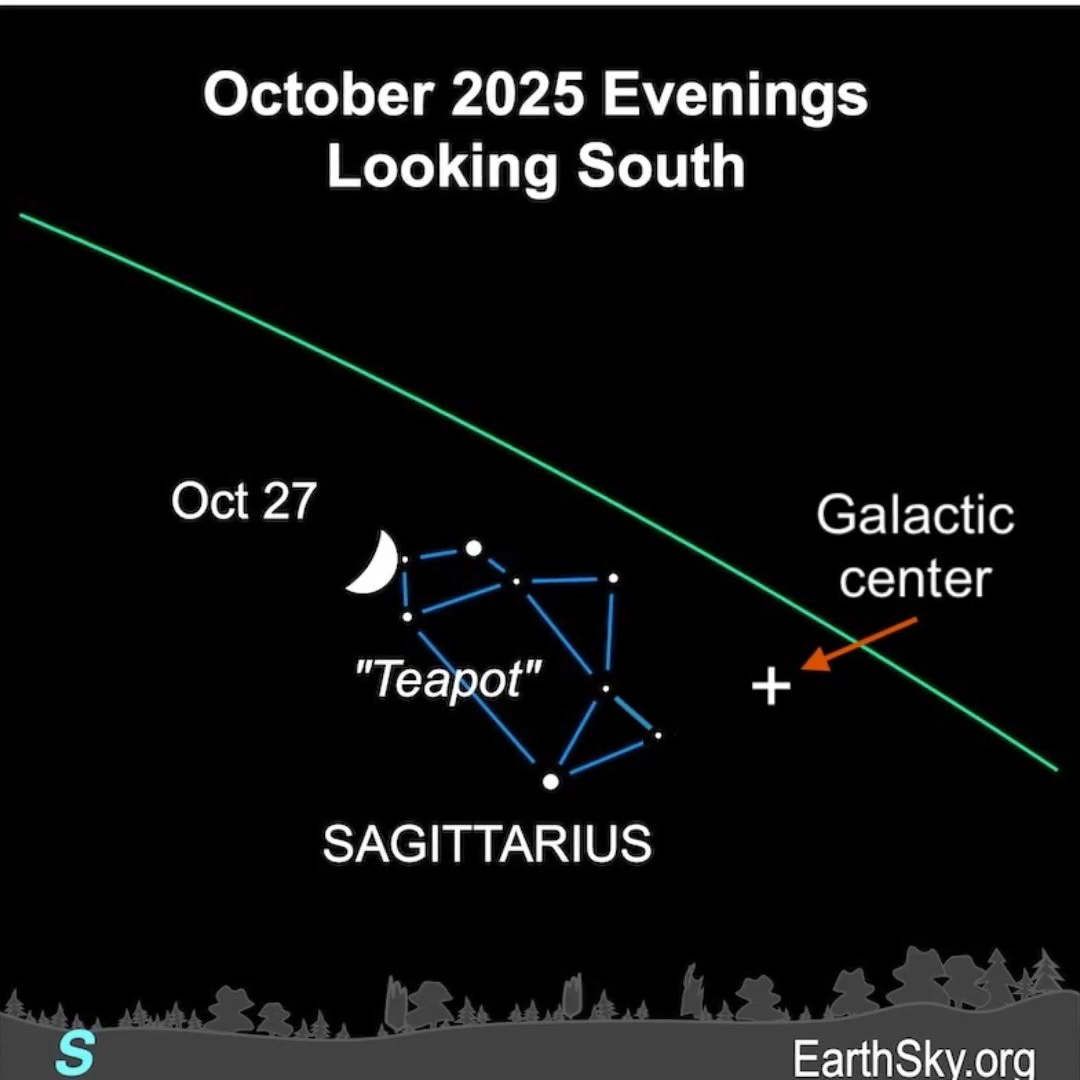 October 2025 Evenings
Looking South
Oct 27
Galactic
center
"Teapot"
SAGITTARIUS
S
EarthSky.org